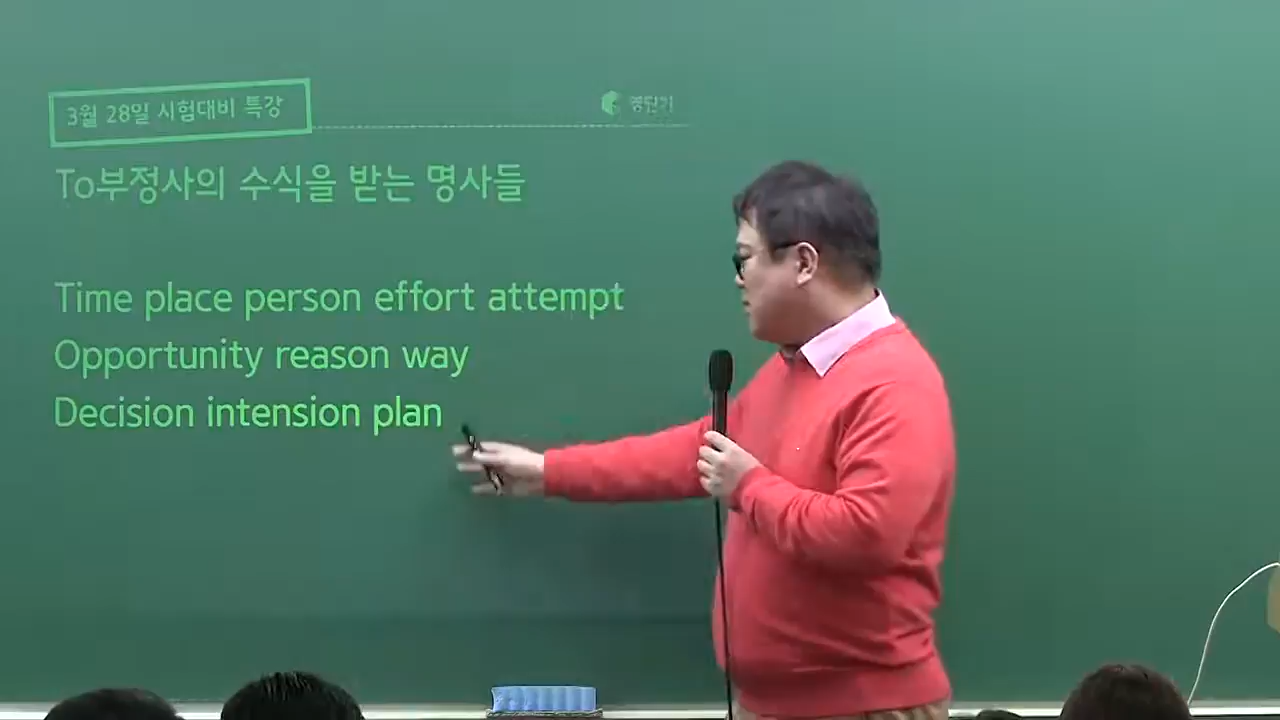 3월 28일 시험대비 특강
영단기
To부정사의 수식을 받는 명사들
Time place person effort attempt
Opportunity reason way
Decision intension plan